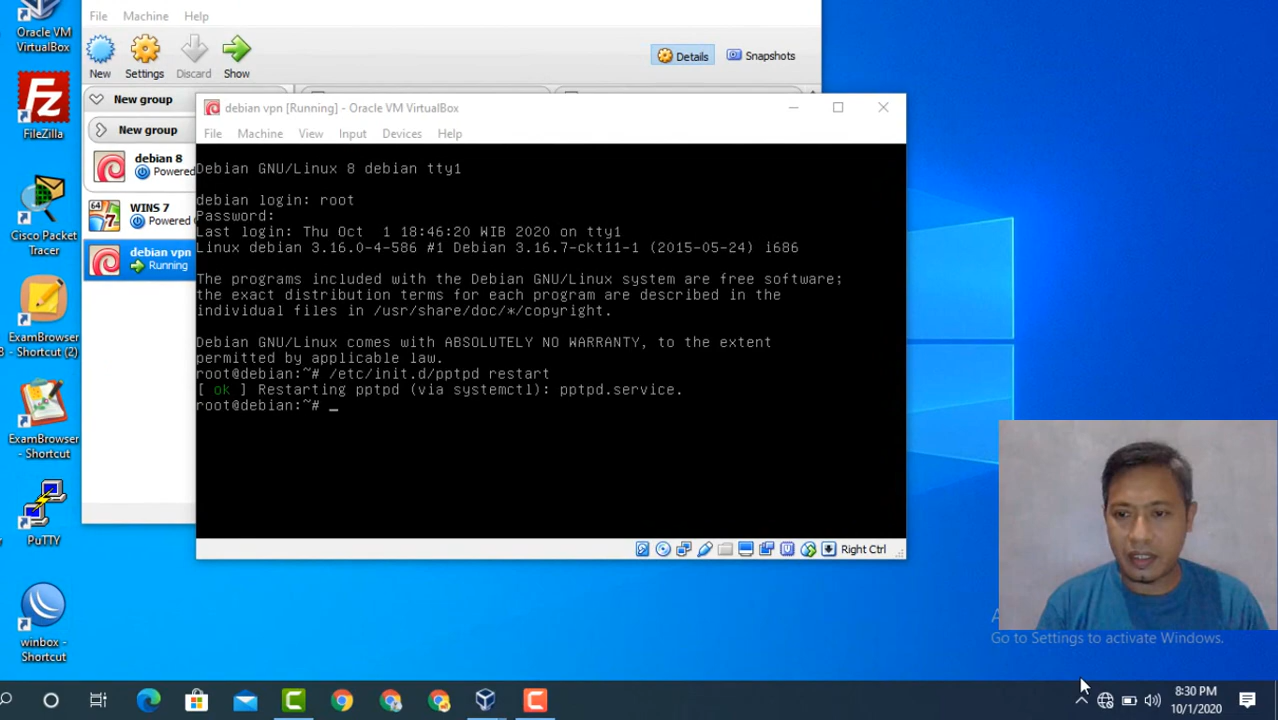 Oracle VM
VirtualBox
FileZilla
Cisco Packet
Tracer
ExamBrowser
- Shortcut (2)
ExamBrowser
- Shortcut
PuTTY
winbox -
Shortcut
File Machine Help
New Settings Discard Show
Details Snapshots
New group
New group
debian 8
Powered
WINS 7
Powered
debian vpn
Running
debian vpn [Running] - Oracle VM VirtualBox
File Machine View Input Devices Help
Debian GNU/Linux 8 debian tty1
debian login: root
Password:
Last login: Thu Oct  1 18:46:20 WIB 2020 on tty1
Linux debian 3.16.0-4-586 #1 Debian 3.16.7-ckt11-1 (2015-05-24) i686
The programs included with the Debian GNU/Linux system are free software;
the exact distribution terms for each program are described in the
individual files in /usr/share/doc/*/copyright.
Debian GNU/Linux comes with ABSOLUTELY NO WARRANTY, to the extent
permitted by applicable law.
root@debian:~# /etc/init.d/pptpd restart
[ ok ] Restarting pptpd (via systemctl): pptpd.service.
root@debian:~# _
Right Ctrl
Go to Settings to activate Windows.
8:30 PM
10/1/2020